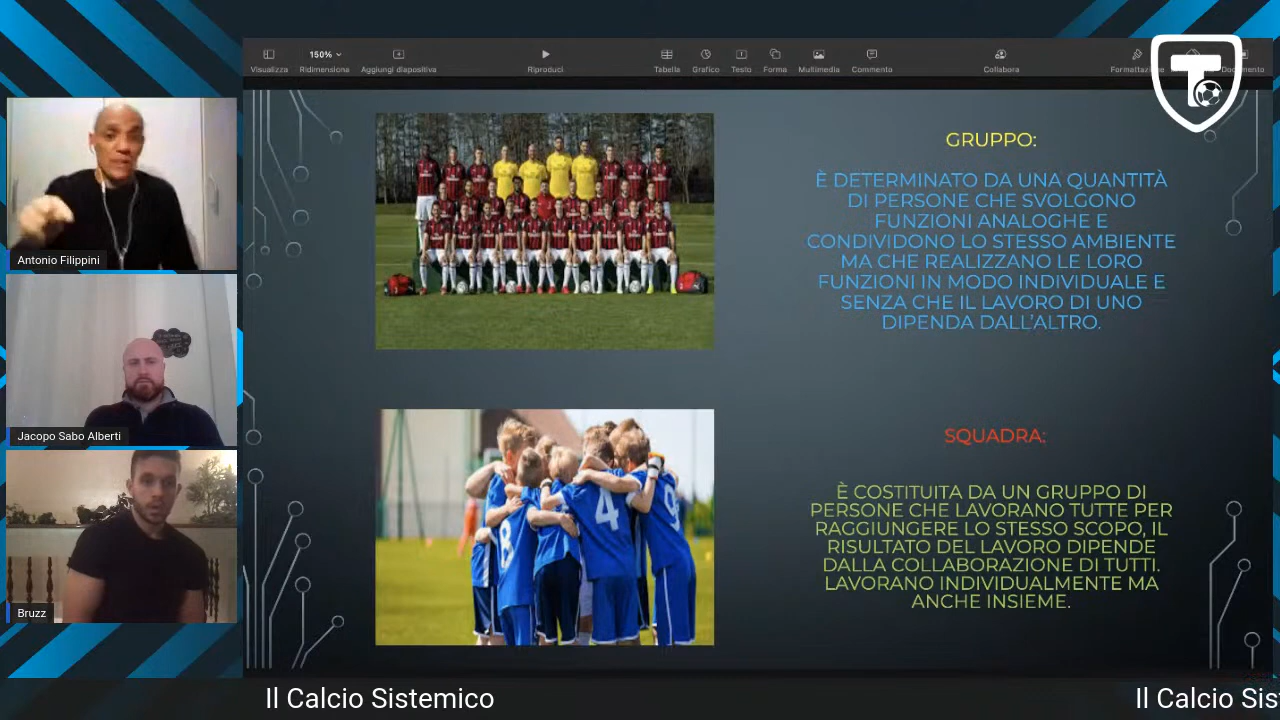 Visualizza
150%
Ridimensione
Aggiungi diapositiva
Riproduci
Tabella
Grafico
Testo
Forma
Multimedia
Commento
Collabora
T
Antonio Filippini
Jacopo Sabo Alberti
Bruzz
GRUPPO:
È DETERMINATO DA UNA QUANTITÀ
DI PERSONE CHE SVOLGONO
FUNZIONI ANALOGHE E
CONDIVIDONO LO STESSO AMBIENTE
MA CHE REALIZZANO LE LORO
FUNZIONI IN MODO INDIVIDUALE E
SENZA CHE IL LAVORO DI UNO
DIPENDA DALL'ALTRO.
8
4
9
SQUADRA:
È COSTITUITA DA UN GRUPPO DI
PERSONE CHE LAVORANO TUTTE PER
RAGGIUNGERE LO STESSO SCOPO, IL
RISULTATO DEL LAVORO DIPENDE
DALLA COLLABORAZIONE DI TUTTI.
LAVORANO INDIVIDUALMENTE MA
ANCHE INSIEME.
Il Calcio Sistemico
Il Calcio Sis